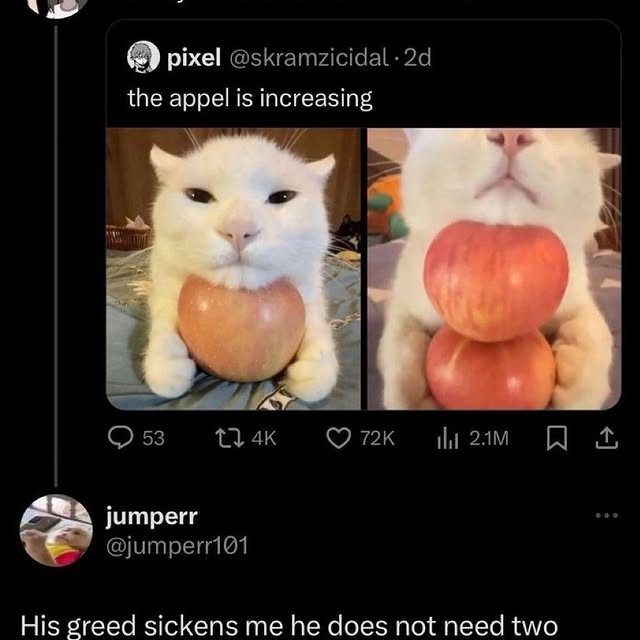 pixel @skramzicidal · 2d
the appel is increasing
53 4K 72K 2.1M
jumperr
@jumperr101
His greed sickens me he does not need two